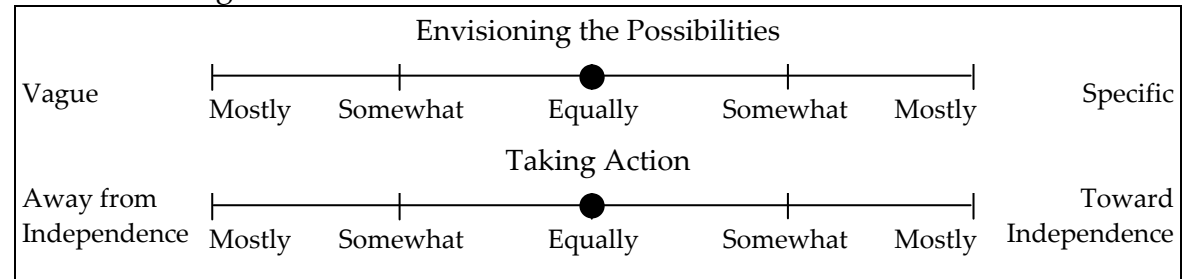 Envisioning the Possibilities
Vague
Specific
Mostly Somewhat Equally Somewhat Mostly
Taking Action
Away from
Independence
Toward
Independence
Mostly Somewhat Equally Somewhat Mostly